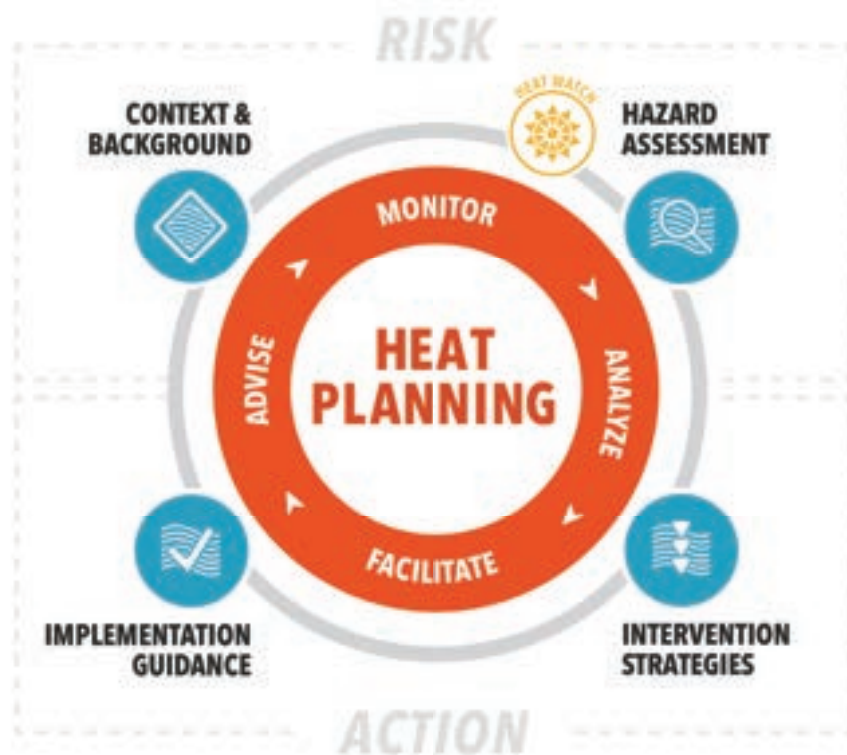 RISK
HEAT WATCH
CONTEXT &
BACKGROUND
HAZARD
ASSESSMENT
MONITOR
ADVISE
ANALYZE
HEAT
PLANNING
FACILITATE
IMPLEMENTATION
GUIDANCE
INTERVENTION
STRATEGIES
ACTION